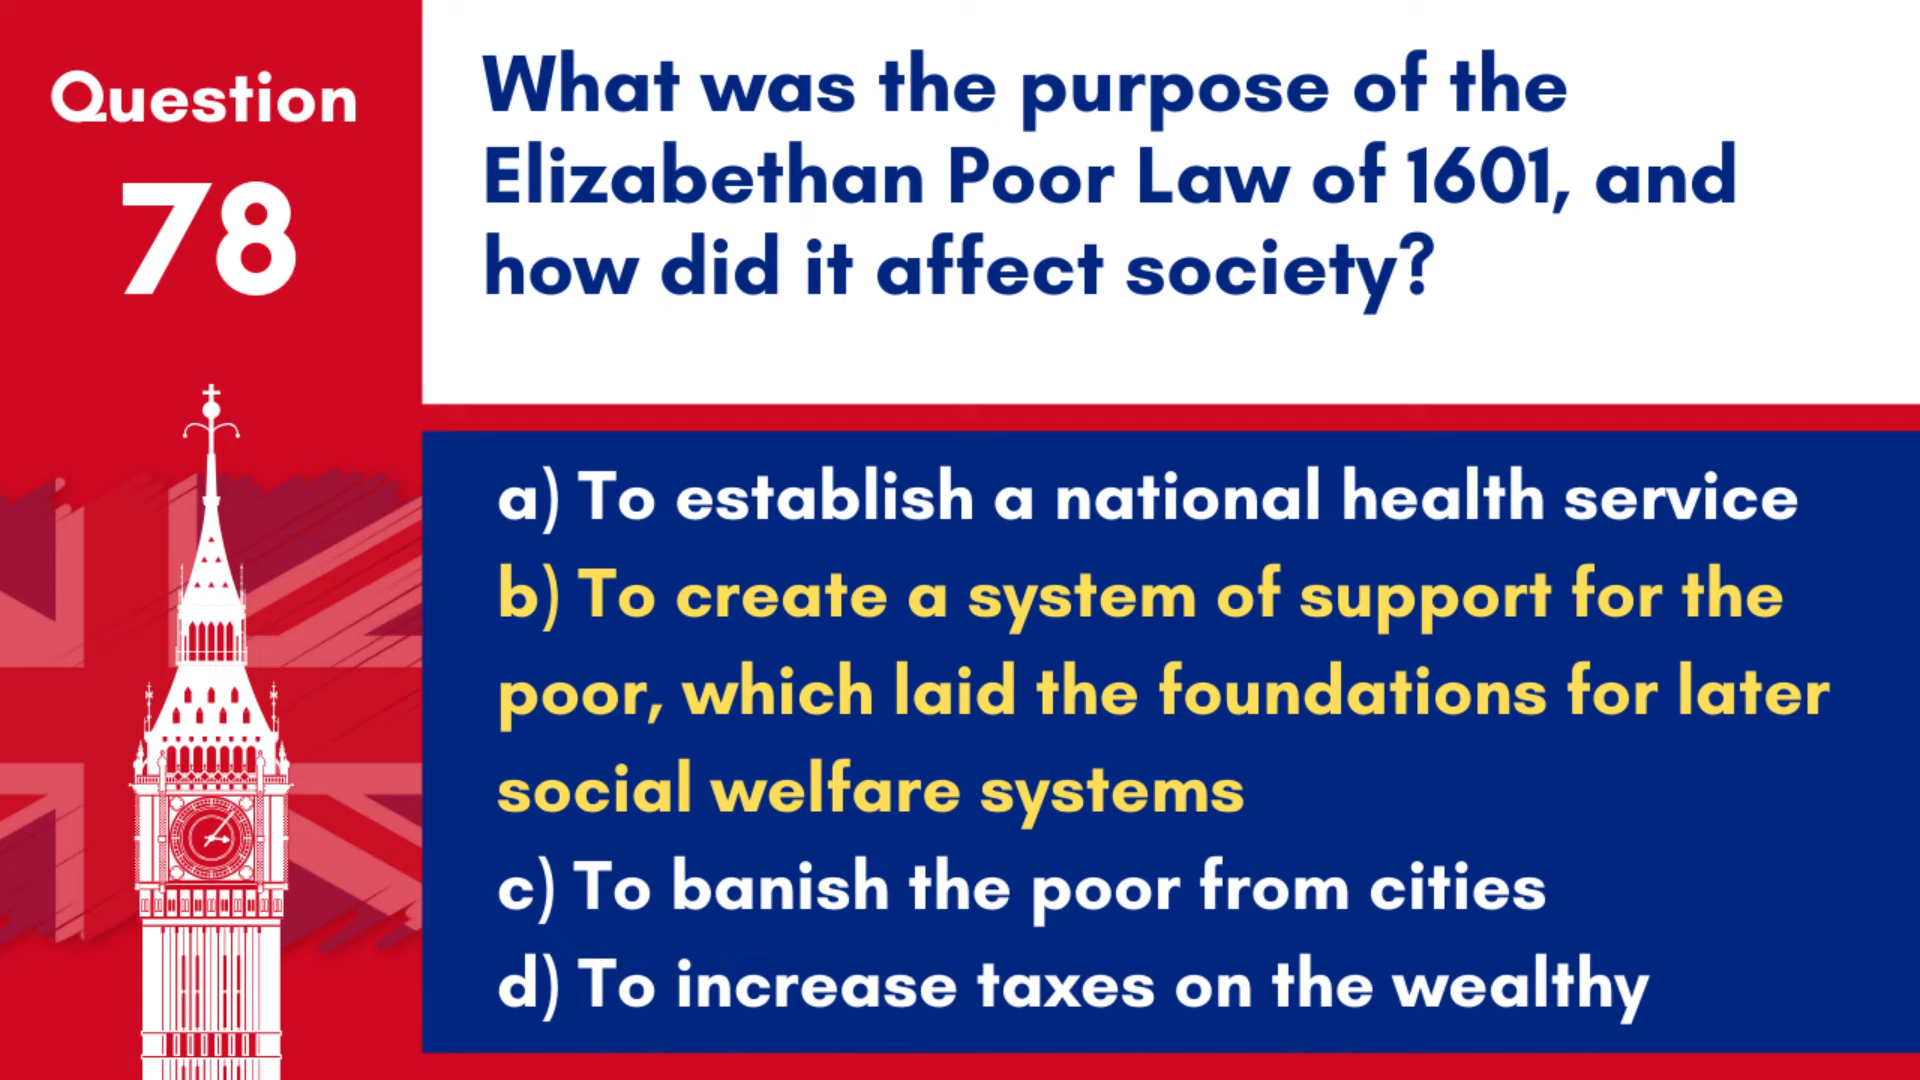 Question
78
What was the purpose of the
Elizabethan Poor Law of 1601, and
how did it affect society?
a) To establish a national health service
b) To create a system of support for the
poor, which laid the foundations for later
social welfare systems
c) To banish the poor from cities
d) To increase taxes on the wealthy